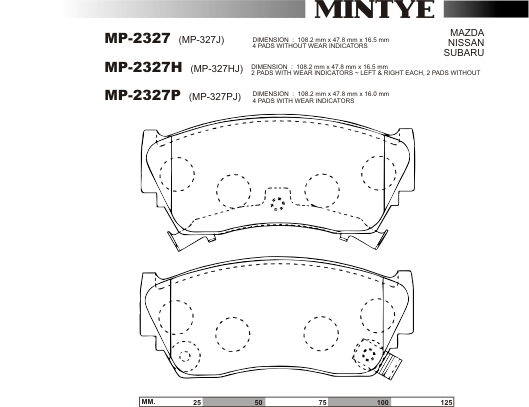 MINTYE
MP-2327 (MP-327J) DIMENSION : 108.2 mm x 47.8 mm x 16.5 mm
4 PADS WITHOUT WEAR INDICATORS
MAZDA
NISSAN
SUBARU
MP-2327H (MP-327HJ) DIMENSION : 108.2 mm x 47.8 mm x 16.5 mm
2 PADS WITH WEAR INDICATORS ~ LEFT & RIGHT EACH, 2 PADS WITHOUT
MP-2327P (MP-327PJ) DIMENSION : 108.2 mm x 47.8 mm x 16.0 mm
4 PADS WITH WEAR INDICATORS
MM. 25 50 75 100 125